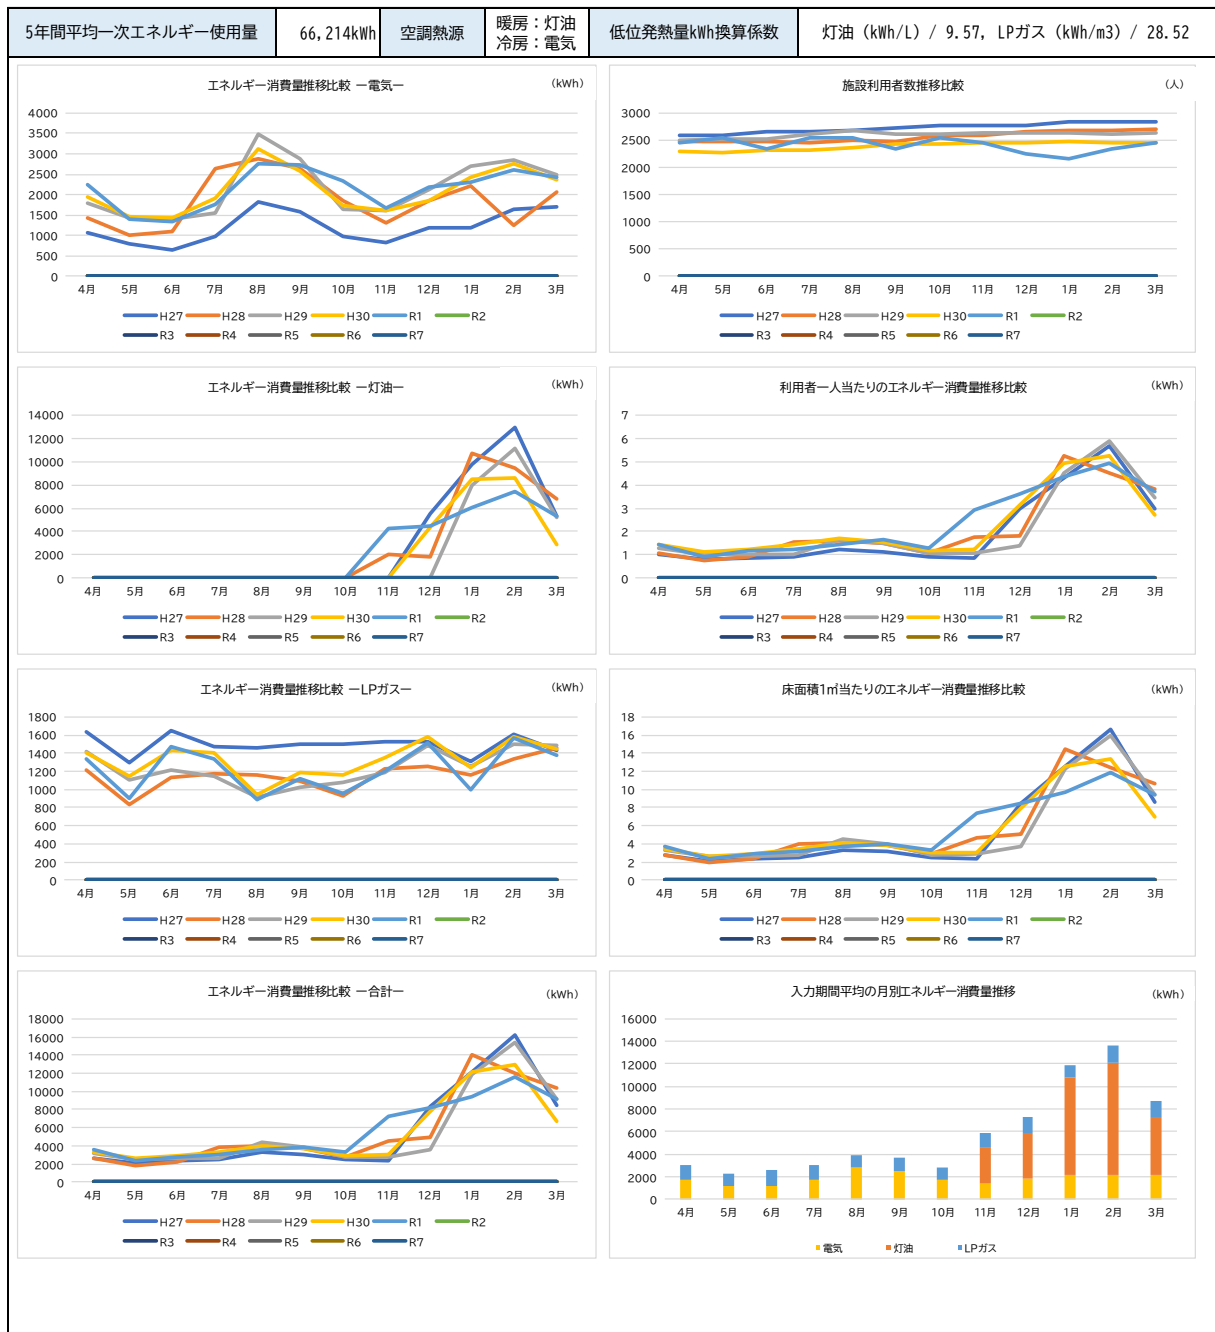 5年間平均一次エネルギー使用量 66,214kWh 空調熱源 暖房：灯油 冷房：電気 低位発熱量kWh換算係数 灯油（kWh/L）/ 9.57, LPガス（kWh/m3）/ 28.52
エネルギー消費量推移比較 ー電気ー （kWh）
4000
3500
3000
2500
2000
1500
1000
500
0
4月 5月 6月 7月 8月 9月 10月 11月 12月 1月 2月 3月
H27 H28 H29 H30 R1 R2
R3 R4 R5 R6 R7
施設利用者数推移比較 （人）
3000
2500
2000
1500
1000
500
0
4月 5月 6月 7月 8月 9月 10月 11月 12月 1月 2月 3月
H27 H28 H29 H30 R1 R2
R3 R4 R5 R6 R7
エネルギー消費量推移比較 ー灯油ー （kWh）
14000
12000
10000
8000
6000
4000
2000
0
4月 5月 6月 7月 8月 9月 10月 11月 12月 1月 2月 3月
H27 H28 H29 H30 R1 R2
R3 R4 R5 R6 R7
利用者一人当たりのエネルギー消費量推移比較 （kWh）
7
6
5
4
3
2
1
0
4月 5月 6月 7月 8月 9月 10月 11月 12月 1月 2月 3月
H27 H28 H29 H30 R1 R2
R3 R4 R5 R6 R7
エネルギー消費量推移比較 ーLPガスー （kWh）
1800
1600
1400
1200
1000
800
600
400
200
0
4月 5月 6月 7月 8月 9月 10月 11月 12月 1月 2月 3月
H27 H28 H29 H30 R1 R2
R3 R4 R5 R6 R7
床面積1㎡当たりのエネルギー消費量推移比較 （kWh）
18
16
14
12
10
8
6
4
2
0
4月 5月 6月 7月 8月 9月 10月 11月 12月 1月 2月 3月
H27 H28 H29 H30 R1 R2
R3 R4 R5 R6 R7
エネルギー消費量推移比較 ー合計ー （kWh）
18000
16000
14000
12000
10000
8000
6000
4000
2000
0
4月 5月 6月 7月 8月 9月 10月 11月 12月 1月 2月 3月
H27 H28 H29 H30 R1 R2
R3 R4 R5 R6 R7
入力期間平均の月別エネルギー消費量推移 （kWh）
16000
14000
12000
10000
8000
6000
4000
2000
0
4月 5月 6月 7月 8月 9月 10月 11月 12月 1月 2月 3月
電気 灯油 LPガス